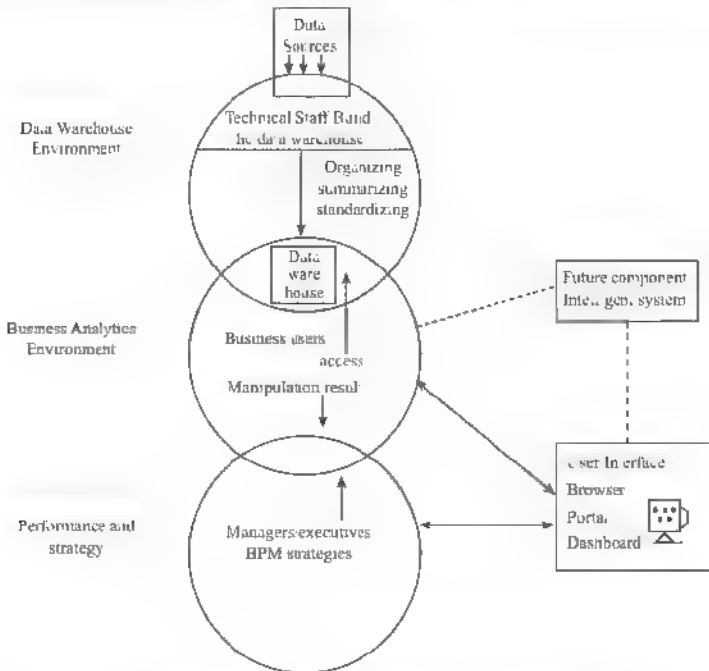 Data
Sources
Technical Staff Build
the data warehouse
Data Warehouse
Environment
Organizing
summarizing
standardizing
Data
ware
house
Future component
Intelligent system
Business Analytics
Environment
Business users
access
Manipulation result
User Interface
Browser
Portal
Dashboard
Performance and
strategy
Managers/executives
BPM strategies